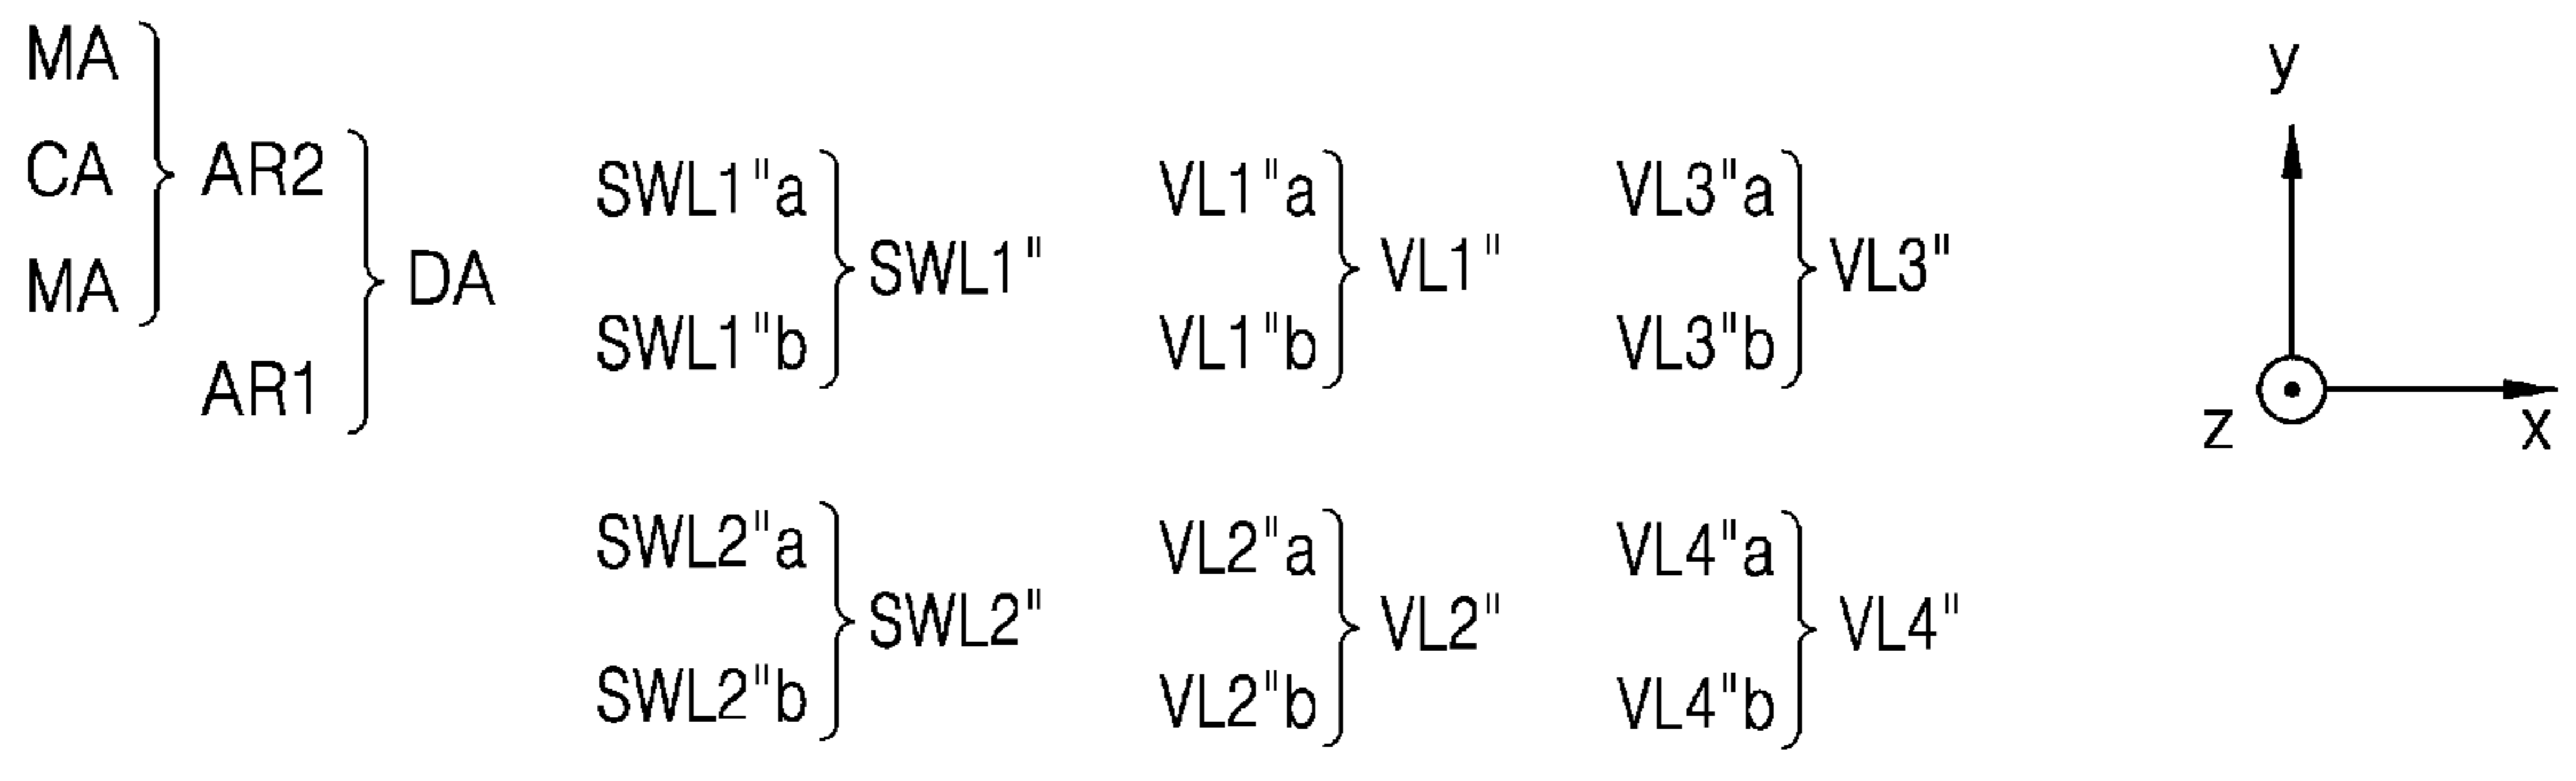 MA
CA
MA
AR2
AR1
DA
SWL1"a
SWL1"b
SWL1"
VL1"a
VL1"b
VL1"
VL3"a
VL3"b
VL3"
SWL2"a
SWL2"b
SWL2"
VL2"a
VL2"b
VL2"
VL4"a
VL4"b
VL4"
y
z
x